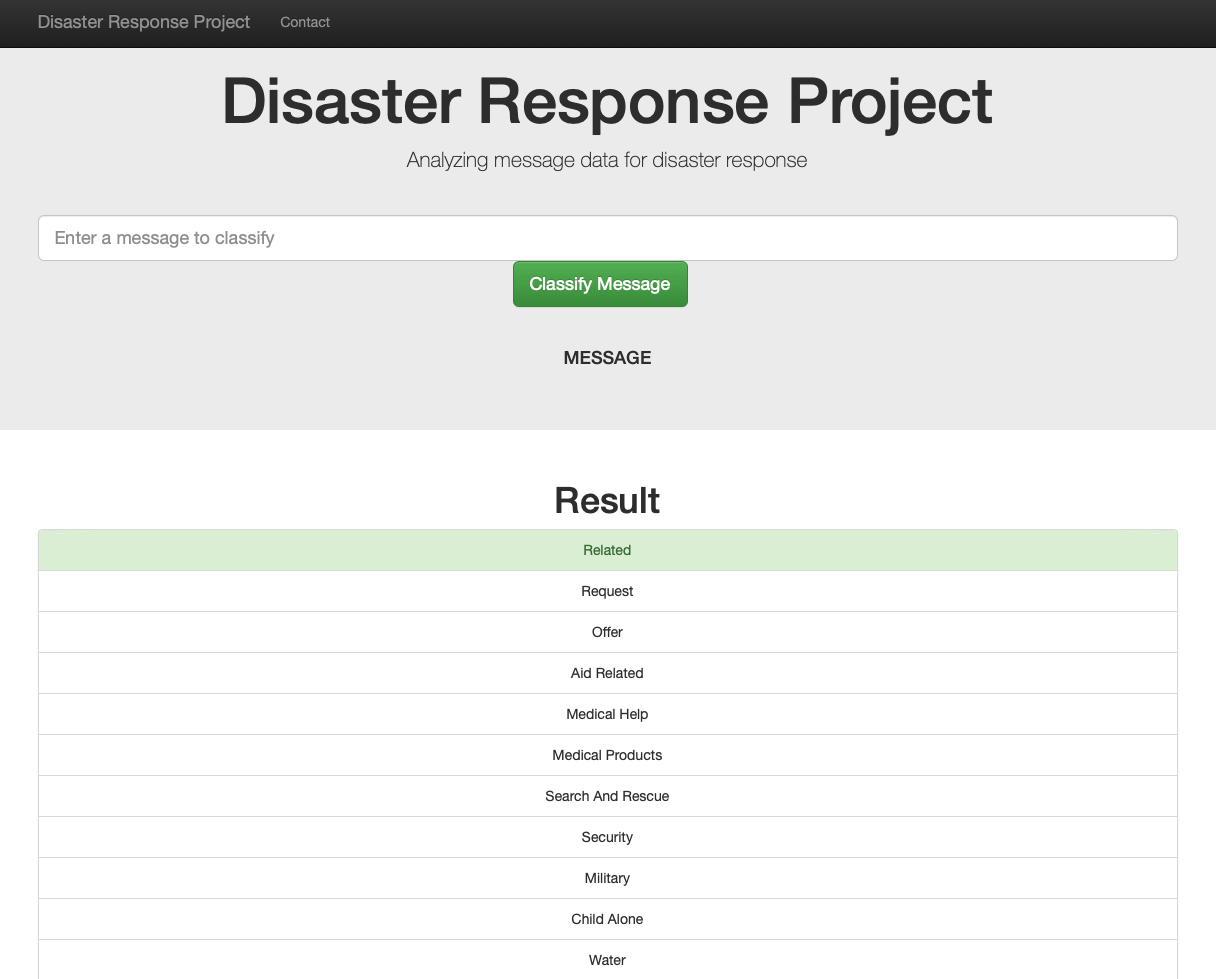 Disaster Response Project Contact
Disaster Response Project
Analyzing message data for disaster response
Enter a message to classify
Classify Message
MESSAGE
Result
Related
Request
Offer
Aid Related
Medical Help
Medical Products
Search And Rescue
Security
Military
Child Alone
Water